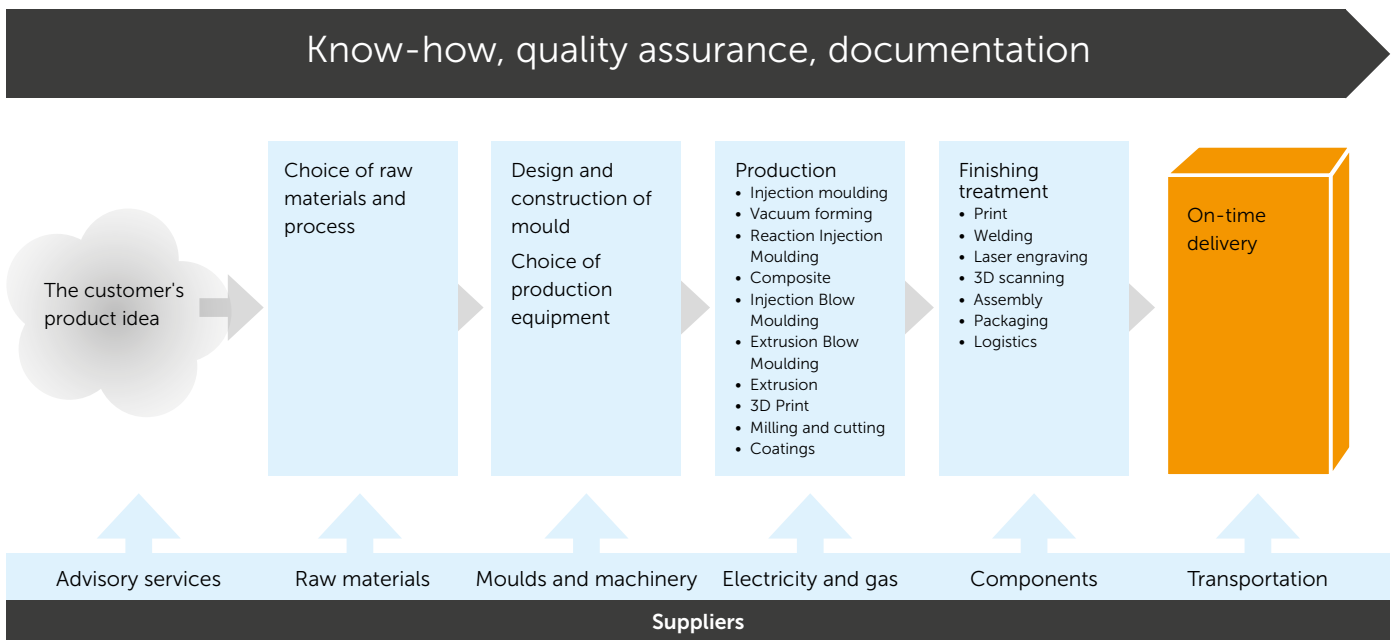 Know-how, quality assurance, documentation
The customer's
product idea
Choice of raw
materials and
process
Design and
construction of
mould
Choice of
production
equipment
Production
• Injection moulding
• Vacuum forming
• Reaction Injection
Moulding
• Composite
• Injection Blow
Moulding
• Extrusion Blow
Moulding
• Extrusion
• 3D Print
• Milling and cutting
• Coatings
Finishing
treatment
• Print
• Welding
• Laser engraving
• 3D scanning
• Assembly
• Packaging
• Logistics
On-time
delivery
Advisory services
Raw materials
Moulds and machinery
Electricity and gas
Components
Transportation
Suppliers